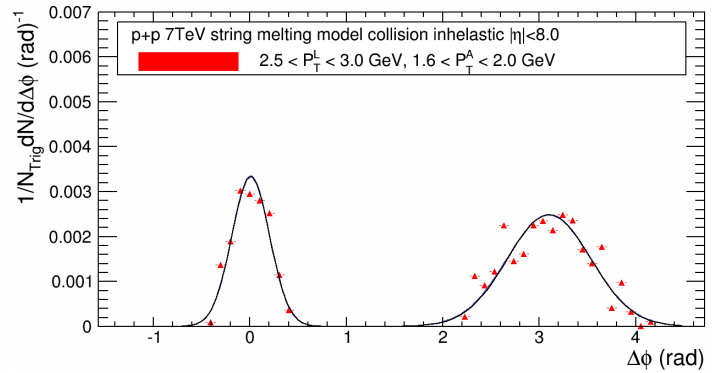 0.007
0.006
0.005
0.004
0.003
0.002
0.001
0
1/N_Trig dN/dΔϕ (rad)^-1
p+p 7TeV string melting model collision inhelastic |η|<8.0
2.5 < P_T^L < 3.0 GeV, 1.6 < P_T^A < 2.0 GeV
-1 0 1 2 3 4
Δϕ (rad)